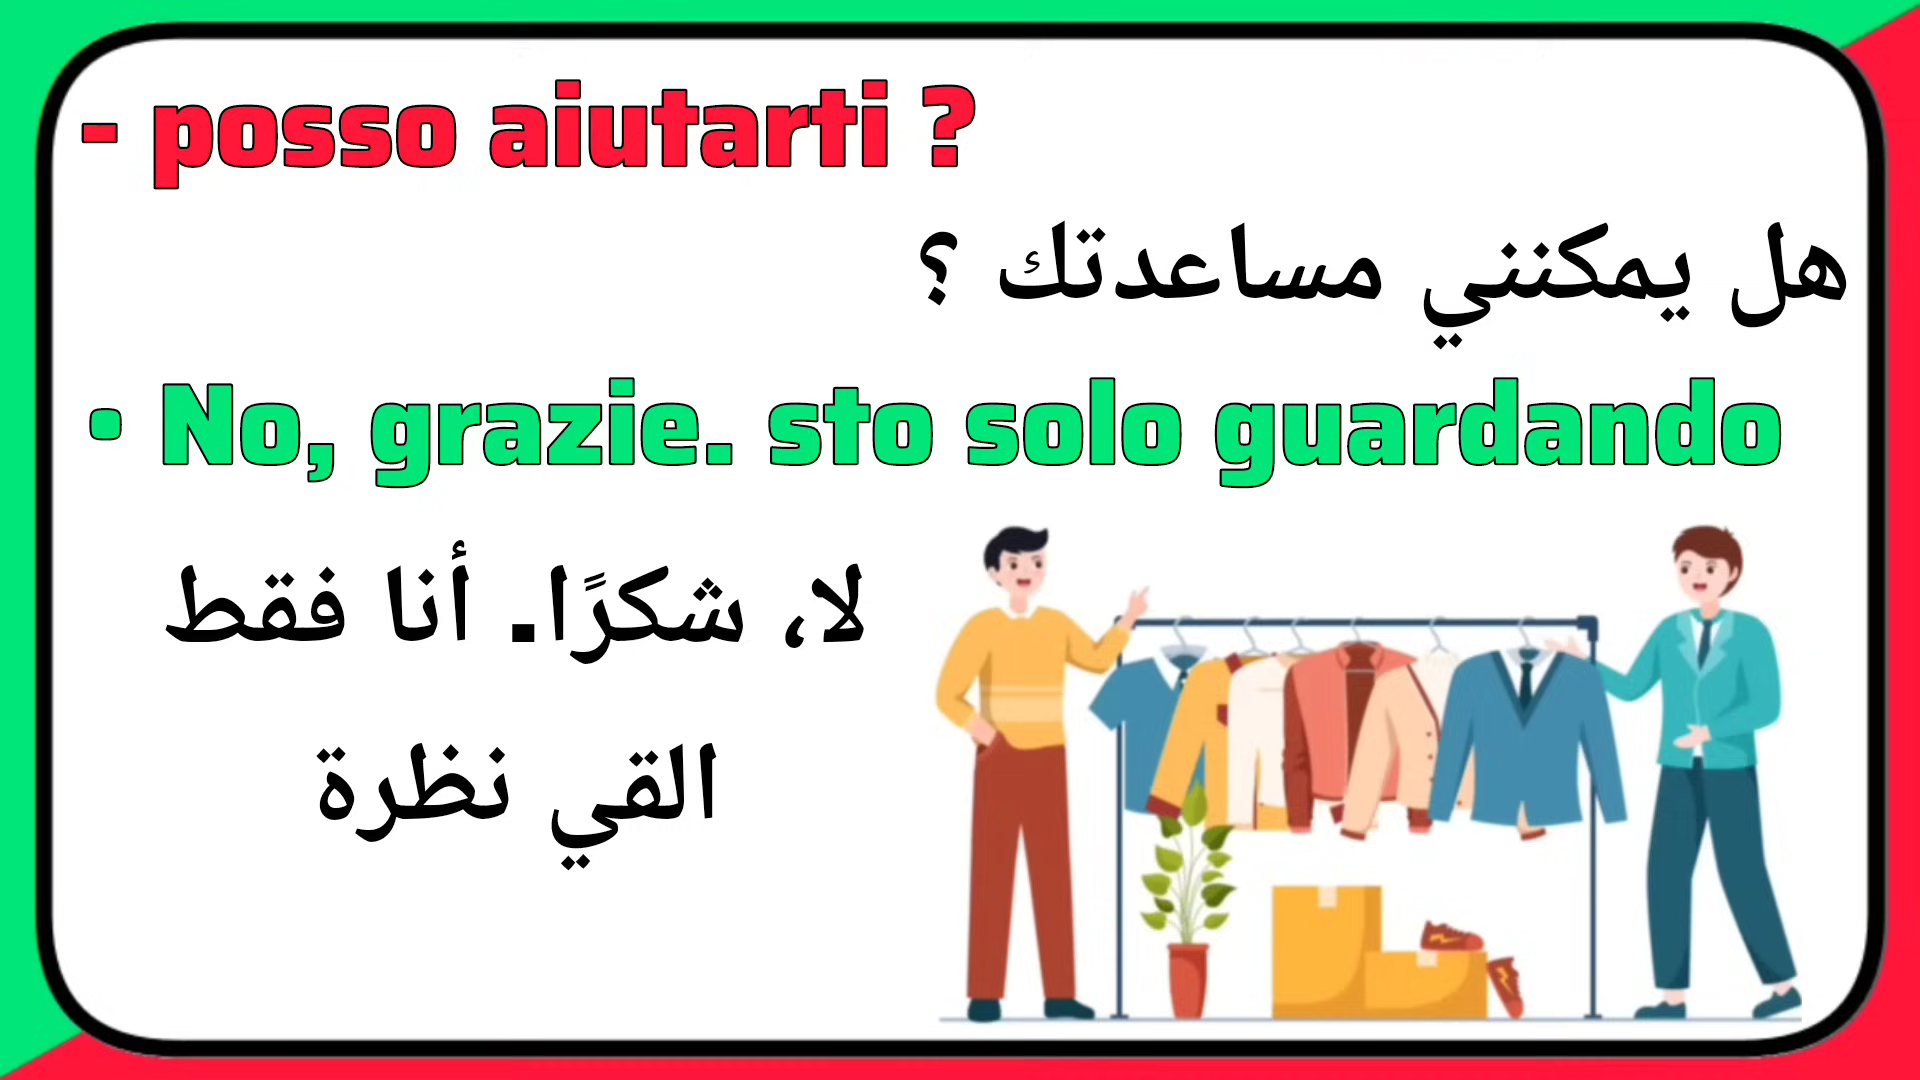 - posso aiutarti ?
هل يمكنني مساعدتك ؟
• No, grazie. sto solo guardando
لا، شكرًا. أنا فقط
القي نظرة